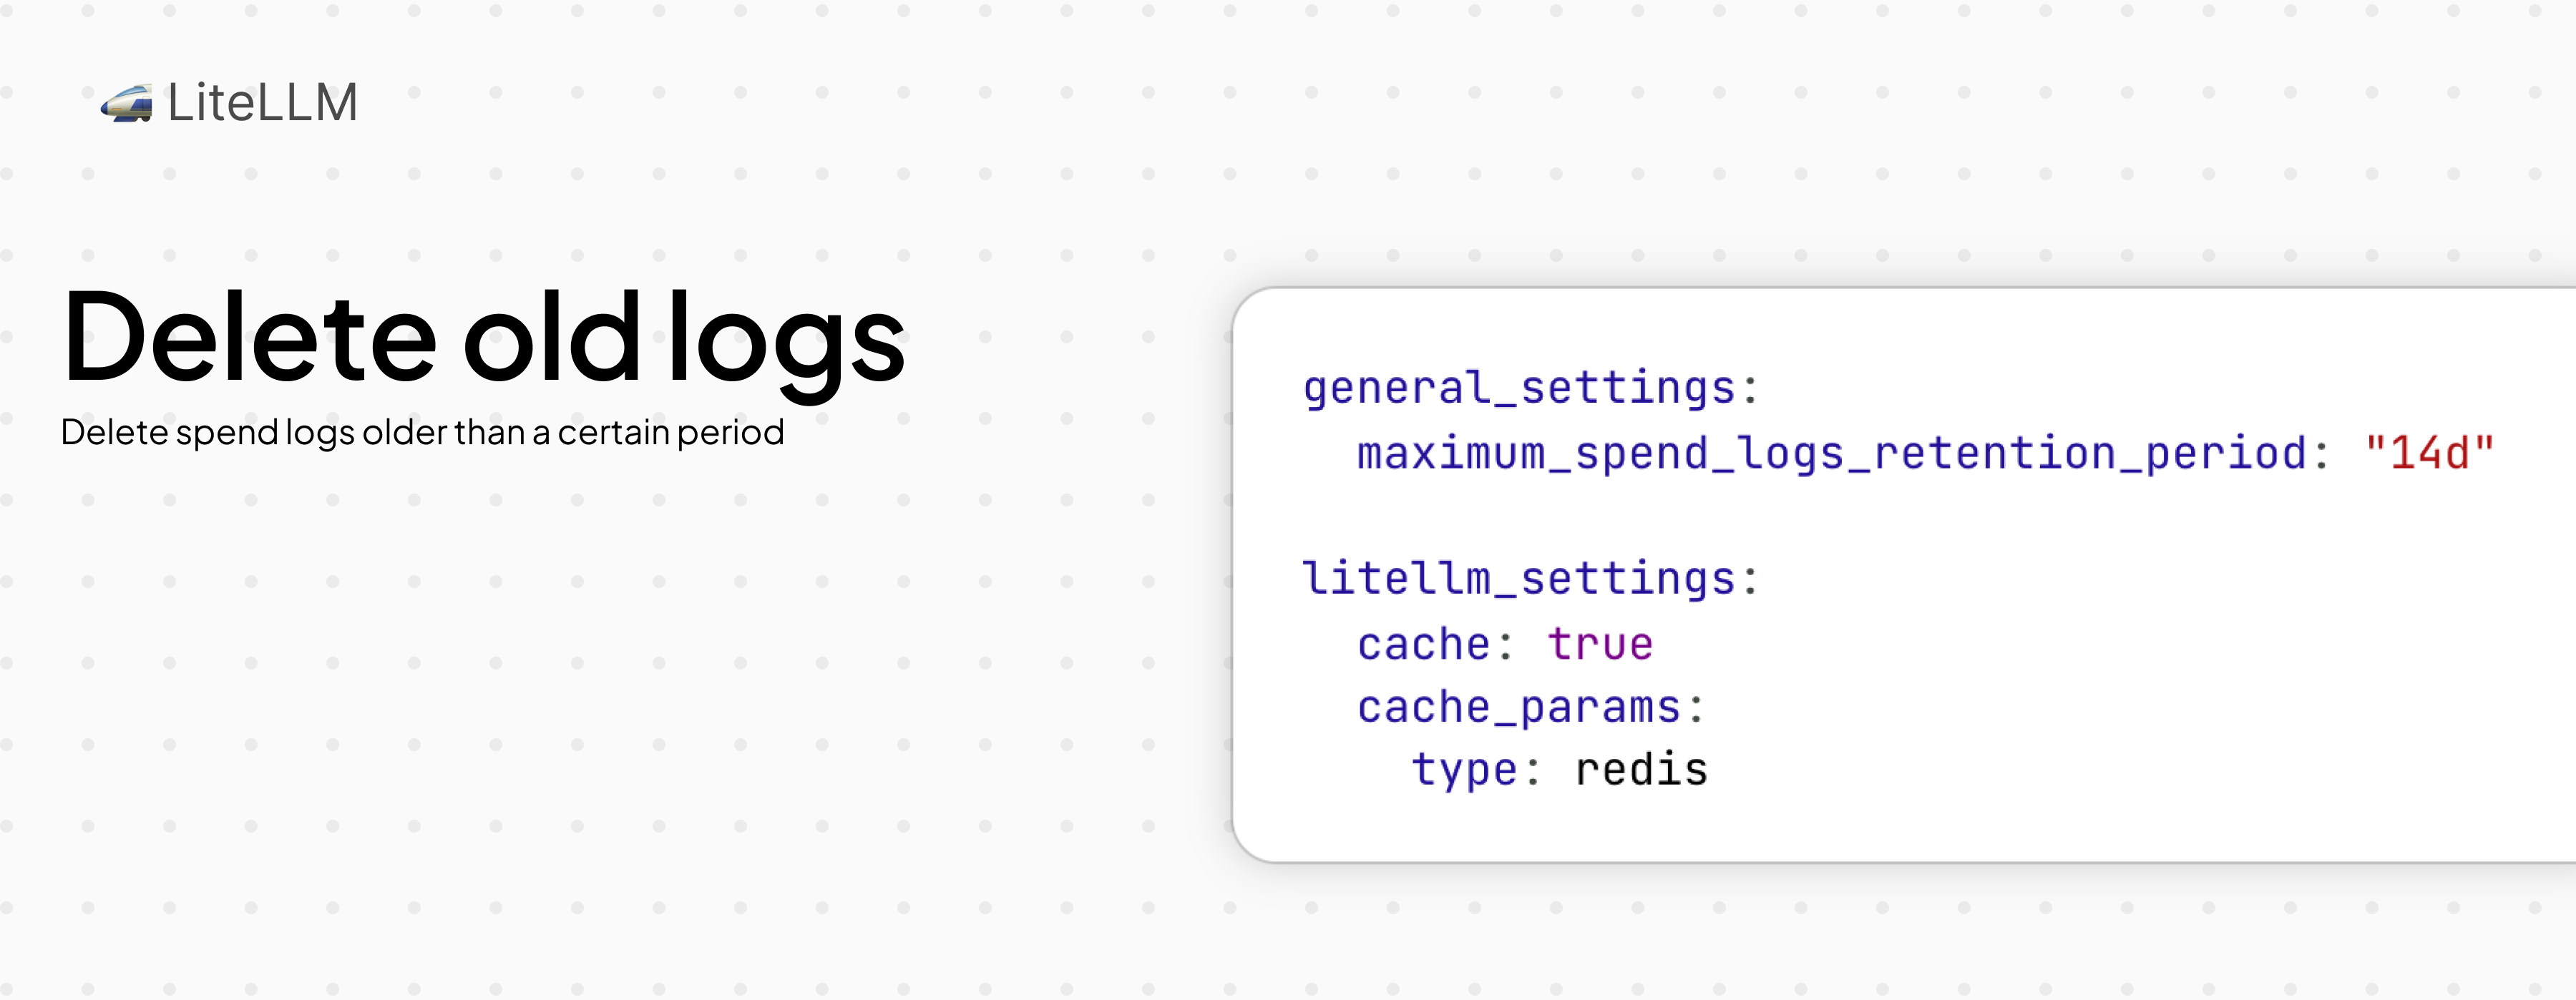 LiteLLM
Delete old logs
Delete spend logs older than a certain period
general_settings:
  maximum_spend_logs_retention_period: "14d"
litellm_settings:
  cache: true
  cache_params:
    type: redis